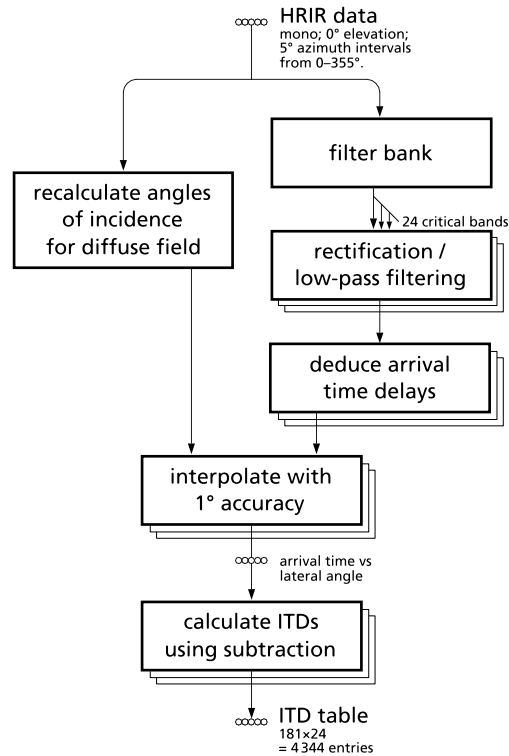 HRIR data
mono; 0° elevation;
5° azimuth intervals
from 0–355°.
filter bank
recalculate angles
of incidence
for diffuse field
24 critical bands
rectification /
low-pass filtering
deduce arrival
time delays
interpolate with
1° accuracy
arrival time vs
lateral angle
calculate ITDs
using subtraction
ITD table
181×24
= 4 344 entries